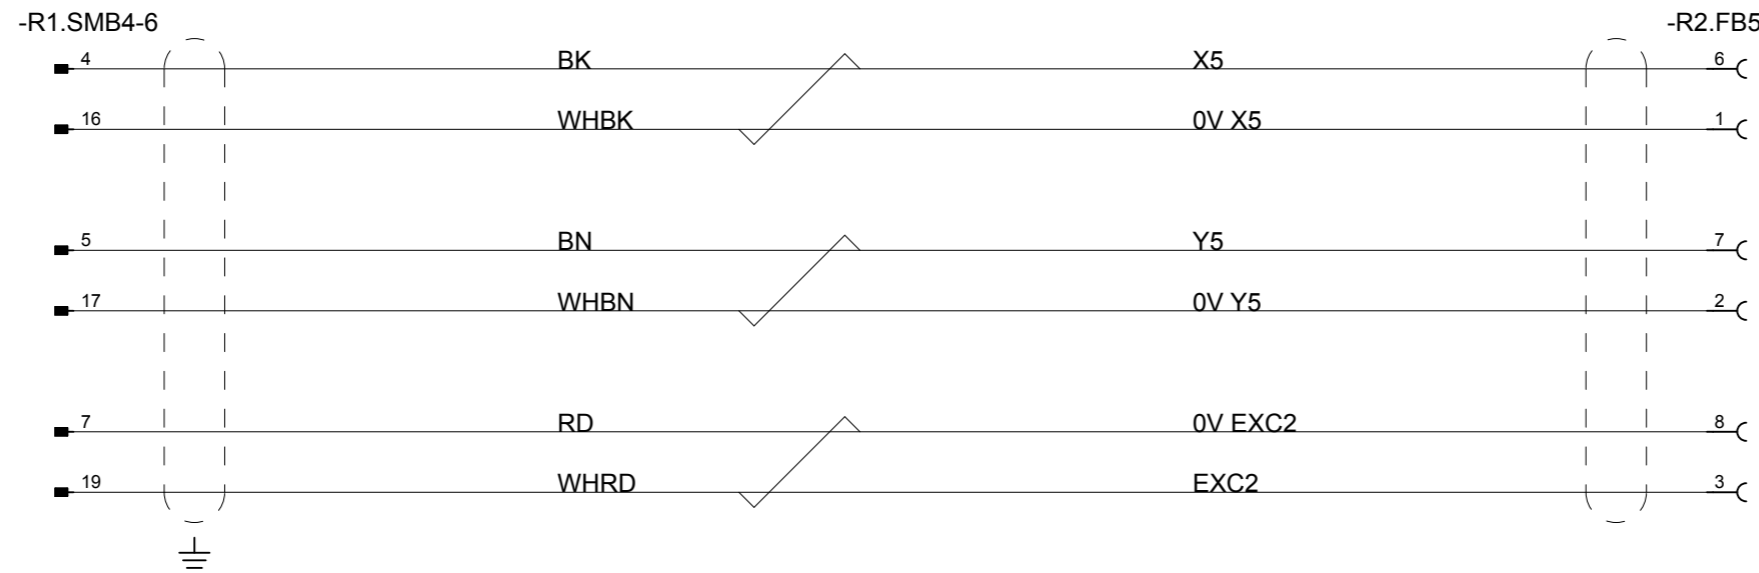 -R1.SMB4-6 -R2.FB5
4 BK X5 6
16 WHBK 0V X5 1
5 BN Y5 7
17 WHBN 0V Y5 2
7 RD 0V EXC2 8
19 WHRD EXC2 3